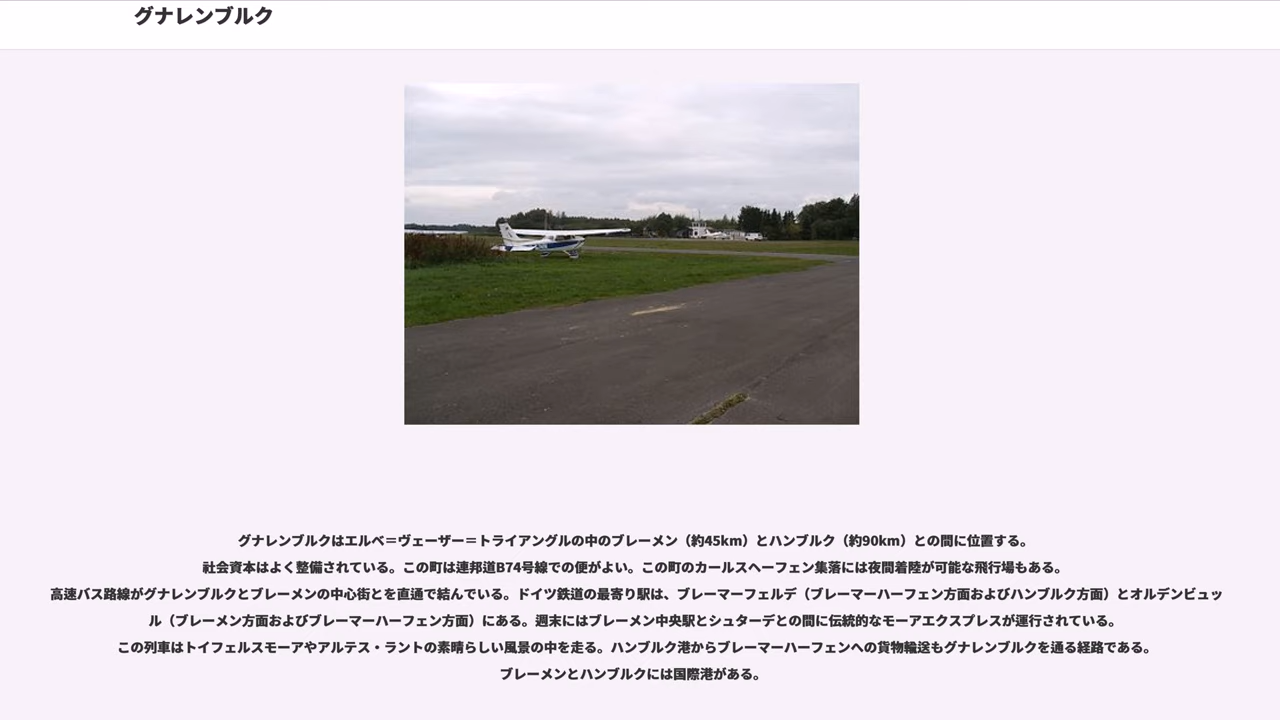 グナレンブルク
グナレンブルクはエルベ＝ヴェーザー＝トライアングルの中のブレーメン（約45km）とハンブルク（約90km）との間に位置する。
社会資本はよく整備されている。この町は連邦道B74号線での便がよい。この町のカールスヘーフェン集落には夜間着陸が可能な飛行場もある。
高速バス路線がグナレンブルクとブレーメンの中心街とを直通で結んでいる。ドイツ鉄道の最寄り駅は、ブレーマーフェルデ（ブレーマーハーフェン方面およびハンブルク方面）とオルデンビュッ
ル（ブレーメン方面およびブレーマーハーフェン方面）にある。週末にはブレーメン中央駅とシュターデとの間に伝統的なモーアエクスプレスが運行されている。
この列車はトイフェルスモーアやアルテス・ラントの素晴らしい風景の中を走る。ハンブルク港からブレーマーハーフェンへの貨物輸送もグナレンブルクを通る経路である。
ブレーメンとハンブルクには国際港がある。